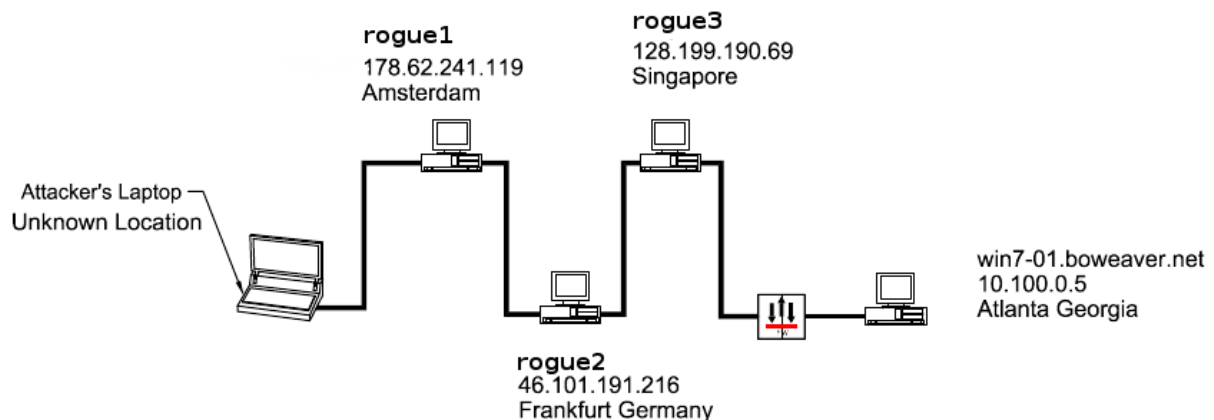 rogue1
178.62.241.119
Amsterdam
rogue3
128.199.190.69
Singapore
Attacker's Laptop
Unknown Location
win7-01.boweaver.net
10.100.0.5
Atlanta Georgia
rogue2
46.101.191.216
Frankfurt Germany